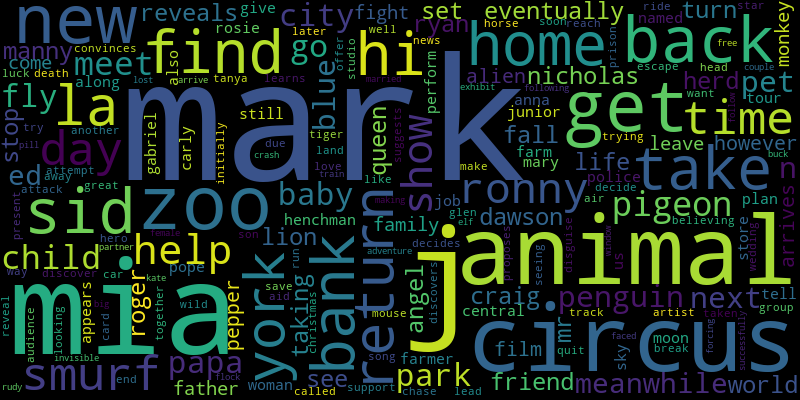 new
reveals
city
fight
ryan
set
eventually
turn
give
rosie
later
well
manny
convinces
come
luck
death
find
meet
go
hi
home
back
monkey
horse
soon
reach
ride
named
star
prison
free
couple
alien
nicholas
herd
pet
fly
along
also
offer
studio
news
tanya
learns
arrive
lost
mark
blue
perform
escape
head
exhibit
following
married
la
still
anna
junior
get
time
want
tour
stop
day
try
another
pill
gabriel
carly
initially
due
crash
tiger
land
love
train
queen
suggests
show
fall
farm
mary
trying
leave
however
follow
buck
ed
away
attempt
attack
great
make
making
like
baby
ronny
life
police
decide
take
n
present
sid
zoo
henchman
family
job
dawson
glen
elf
air
pigeon
plan
believing
child
hero
partner
female
son
lion
return
decides
adventure
j
animal
proposes
disguise
window
wedding
store
arrives
help
way
discover
car
kate
pope
run
york
taking
christmas
bank
angel
discovers
craig
penguin
next
us
tell
group
mia
appears
roger
together
wild
save
aid
mouse
song
central
seeing
mr
track
artist
taken
reveal
audience
looking
invisible
big
card
pepper
film
circus
quit
sky
moon
break
forcing
faced
successfully
smurf
papa
see
farmer
park
friend
meanwhile
world
rudy
end
father
flock
woman
called
support
chase
lead